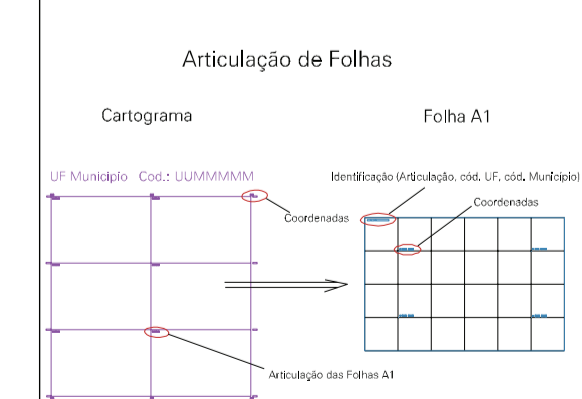 Articulação de Folhas
Cartograma
Folha A1
UF Município Cod.: UUMMMMM
Identificação (Articulação, cód. UF, cód. Município)
Coordenadas
Coordenadas
Articulação das Folhas A1